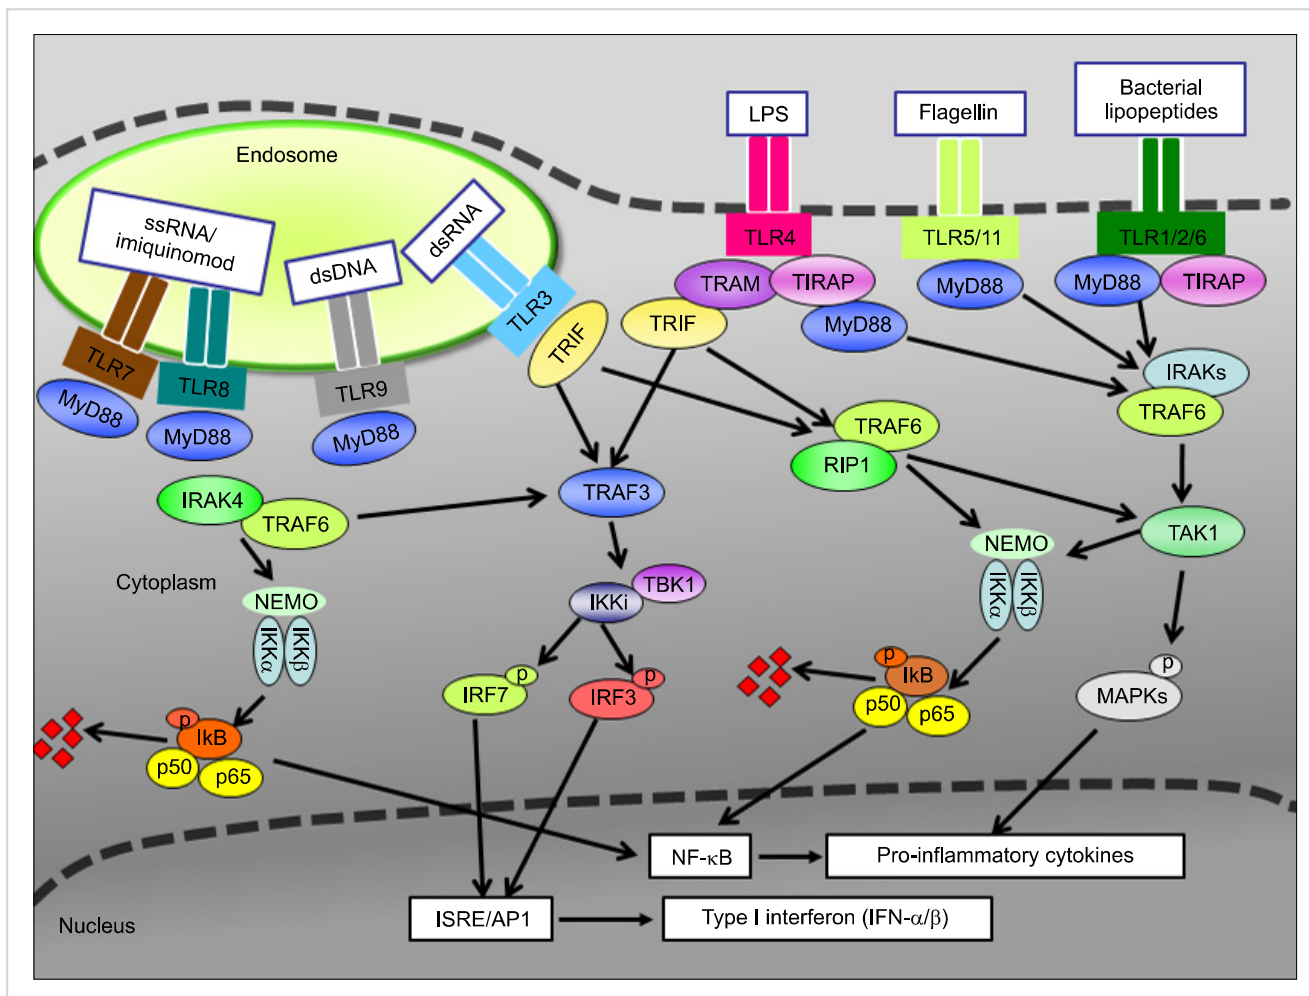 LPS
Flagellin
Bacterial
lipopeptides
Endosome
ssRNA/
imiquinomod
dsDNA
dsRNA
TLR4
TLR5/11
TLR1/2/6
TLR3
TLR7
TLR8
TLR9
TRAM
TIRAP
MyD88
MyD88
TIRAP
TRIF
TRIF
MyD88
MyD88
MyD88
MyD88
IRAKs
TRAF6
TRAF6
RIP1
IRAK4
TRAF6
TRAF3
TAK1
NEMO
IKKα
IKKβ
Cytoplasm
NEMO
IKKα
IKKβ
TBK1
IKKi
p
IRF7
p
IRF3
p
IkB
p50
p65
p
MAPKs
p
IkB
p50
p65
NF-κB
Pro-inflammatory cytokines
ISRE/AP1
Type I interferon (IFN-α/β)
Nucleus